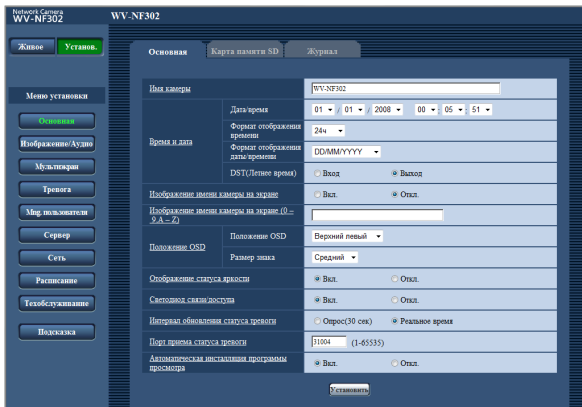 Network Camera
WV-NF302
WV-NF302
Живое Установ.
Основная Карта памяти SD Журнал
Меню установки
Основная
Изображение/Аудио
Мультиэкран
Тревога
Mng. пользователя
Сервер
Сеть
Расписание
Техобслуживание
Подсказка
Имя камеры WV-NF302
Время и дата
Дата/время 01 / 01 / 2008 00 : 05 : 51
Формат отображения
времени 24ч
Формат отображения
даты/времени DD/MM/YYYY
DST(Летнее время) Вход Выход
Изображение имени камеры на экране Вкл. Откл.
Изображение имени камеры на экране (0 –
9,A – Z)
Положение OSD
Положение OSD Верхний левый
Размер знака Средний
Отображение статуса яркости Вкл. Откл.
Светодиод связи/доступа Вкл. Откл.
Интервал обновления статуса тревоги Опрос(30 сек) Реальное время
Порт приема статуса тревоги 31004 (1-65535)
Автоматическая инсталляция программы
просмотра Вкл. Откл.
Установить